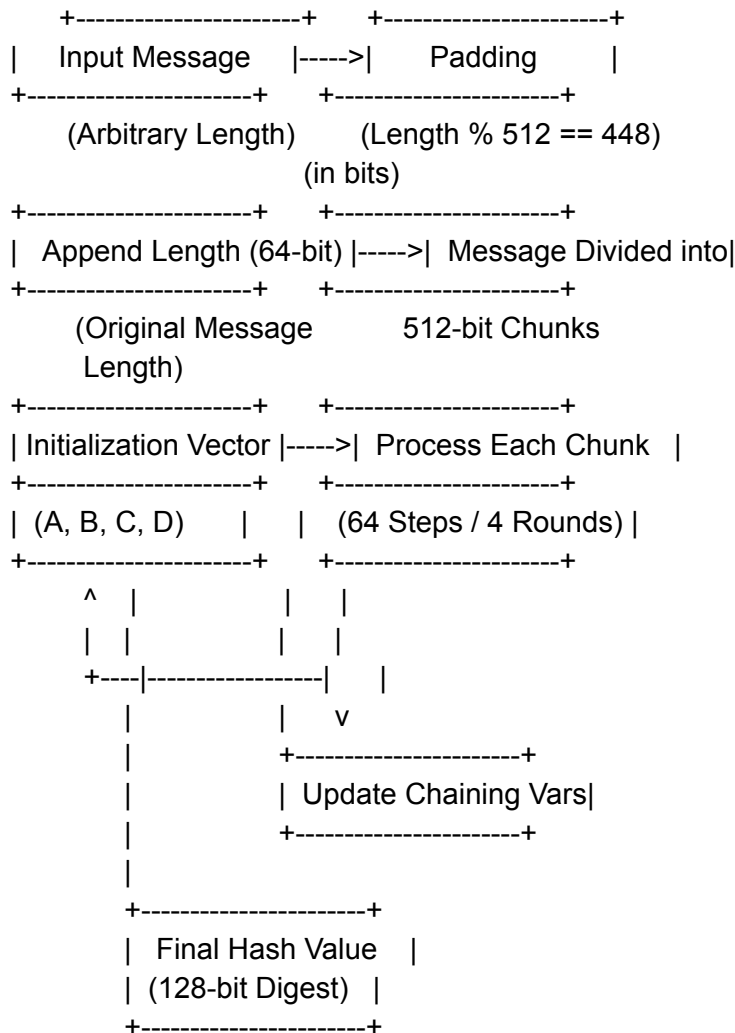 +-----------------------+ +-----------------------+
| Input Message |----->| Padding |
+-----------------------+ +-----------------------+
(Arbitrary Length) (Length % 512 == 448)
(in bits)
+-----------------------+ +-----------------------+
| Append Length (64-bit) |----->| Message Divided into|
+-----------------------+ +-----------------------+
(Original Message 512-bit Chunks
Length)
+-----------------------+ +-----------------------+
| Initialization Vector |----->| Process Each Chunk |
+-----------------------+ +-----------------------+
| (A, B, C, D) | | (64 Steps / 4 Rounds) |
+-----------------------+ +-----------------------+
^ | | |
| | | |
+----|------------------| |
| | v
| +-----------------------+
| | Update Chaining Vars|
| +-----------------------+
|
+-----------------------+
| Final Hash Value |
| (128-bit Digest) |
+-----------------------+